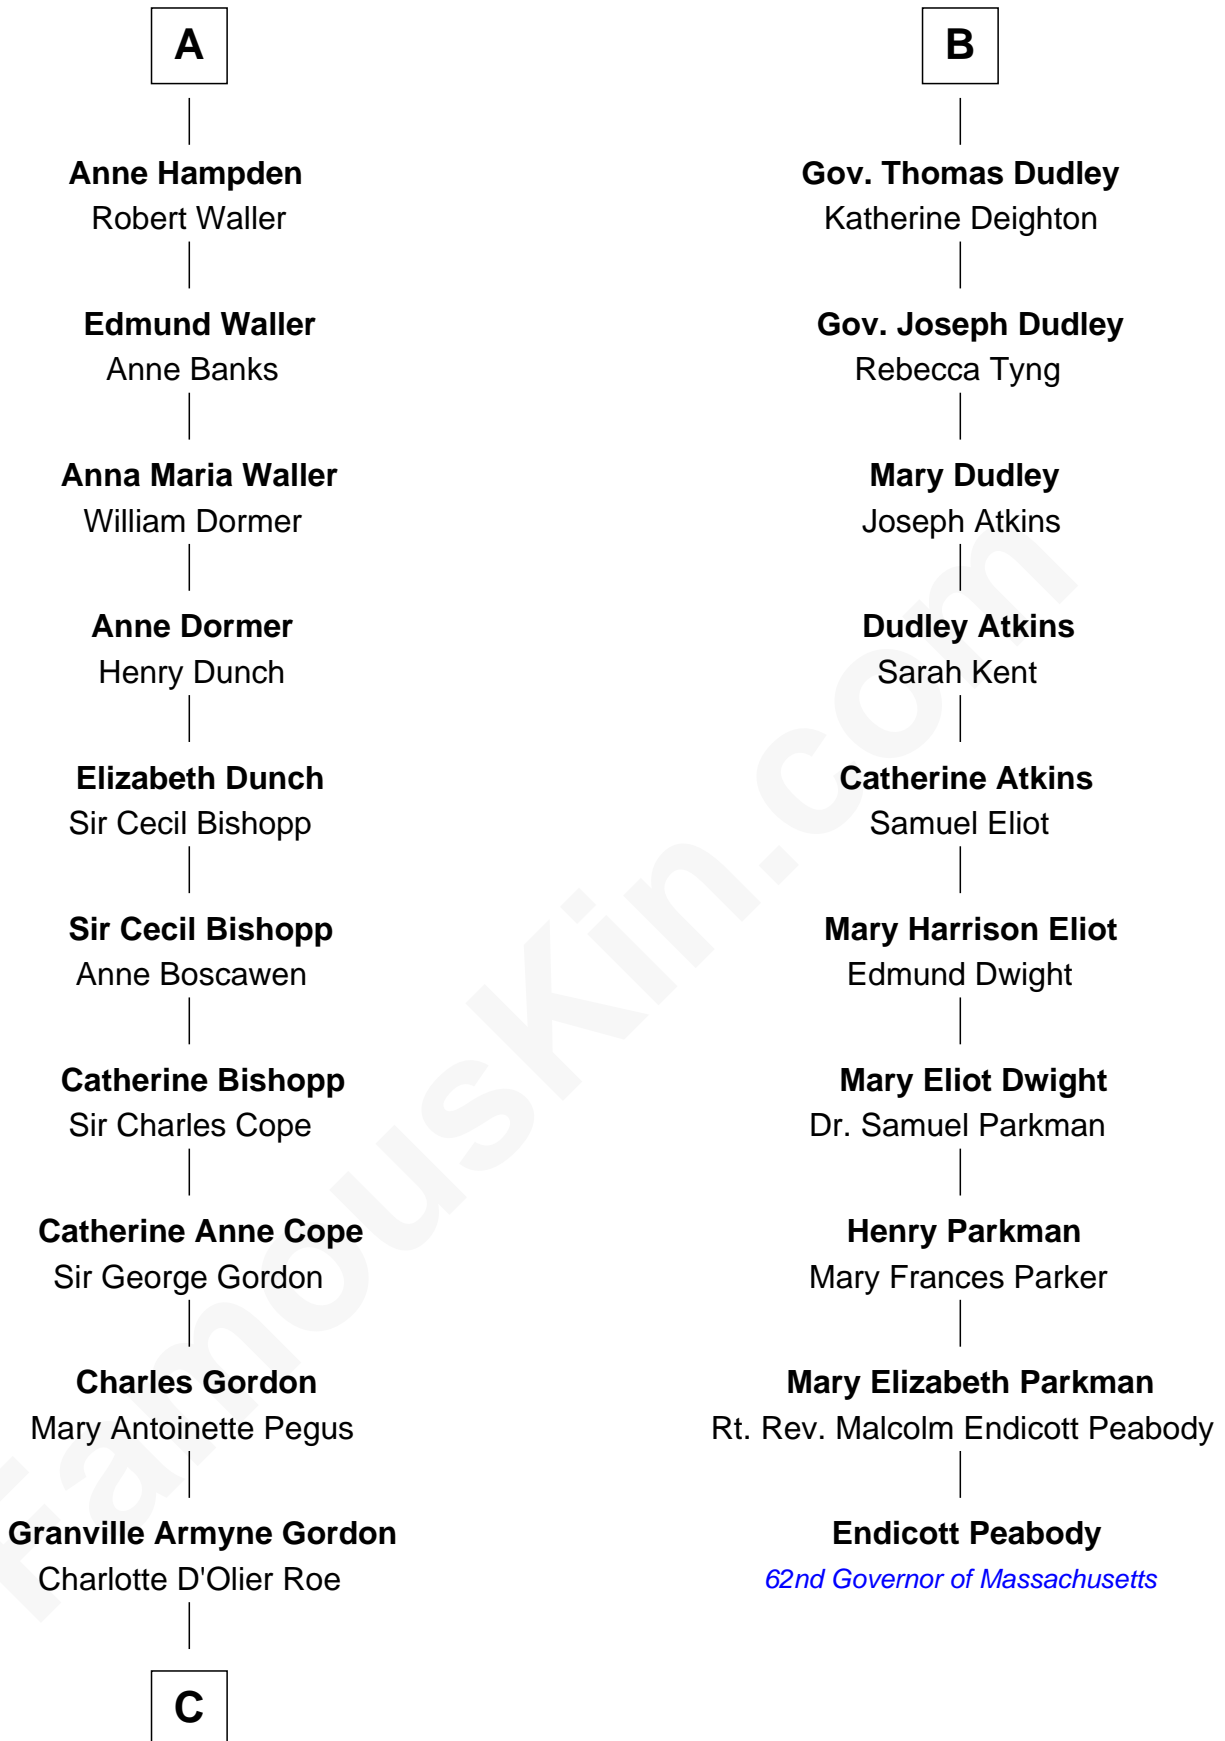 A
Anne Hampden
Robert Waller
Edmund Waller
Anne Banks
Anna Maria Waller
William Dormer
Anne Dormer
Henry Dunch
Elizabeth Dunch
Sir Cecil Bishopp
Sir Cecil Bishopp
Anne Boscawen
Catherine Bishopp
Sir Charles Cope
Catherine Anne Cope
Sir George Gordon
Charles Gordon
Mary Antoinette Pegus
Granville Armyne Gordon
Charlotte D'Olier Roe
C
B
Gov. Thomas Dudley
Katherine Deighton
Gov. Joseph Dudley
Rebecca Tyng
Mary Dudley
Joseph Atkins
Dudley Atkins
Sarah Kent
Catherine Atkins
Samuel Eliot
Mary Harrison Eliot
Edmund Dwight
Mary Eliot Dwight
Dr. Samuel Parkman
Henry Parkman
Mary Frances Parker
Mary Elizabeth Parkman
Rt. Rev. Malcolm Endicott Peabody
Endicott Peabody
62nd Governor of Massachusetts
FamousKin.com